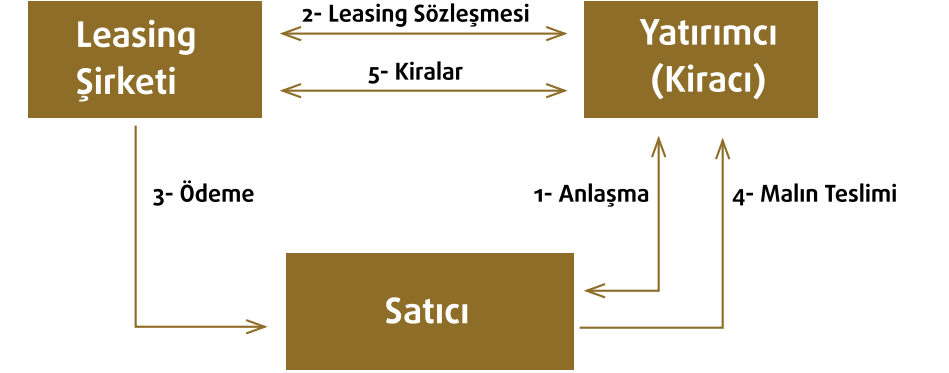 Leasing
Şirketi
2- Leasing Sözleşmesi
5- Kiralar
Yatırımcı
(Kiracı)
3- Ödeme
1- Anlaşma
4- Malın Teslimi
Satıcı